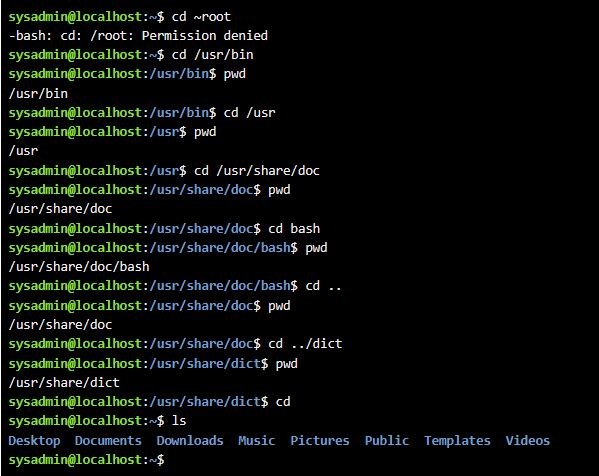 sysadmin@localhost:~$ cd ~root
-bash: cd: /root: Permission denied
sysadmin@localhost:~$ cd /usr/bin
sysadmin@localhost:/usr/bin$ pwd
/usr/bin
sysadmin@localhost:/usr/bin$ cd /usr
sysadmin@localhost:/usr$ pwd
/usr
sysadmin@localhost:/usr$ cd /usr/share/doc
sysadmin@localhost:/usr/share/doc$ pwd
/usr/share/doc
sysadmin@localhost:/usr/share/doc$ cd bash
sysadmin@localhost:/usr/share/doc/bash$ pwd
/usr/share/doc/bash
sysadmin@localhost:/usr/share/doc/bash$ cd ..
sysadmin@localhost:/usr/share/doc$ pwd
/usr/share/doc
sysadmin@localhost:/usr/share/doc$ cd ../dict
sysadmin@localhost:/usr/share/dict$ pwd
/usr/share/dict
sysadmin@localhost:/usr/share/dict$ cd
sysadmin@localhost:~$ ls
Desktop  Documents  Downloads  Music  Pictures  Public  Templates  Videos
sysadmin@localhost:~$